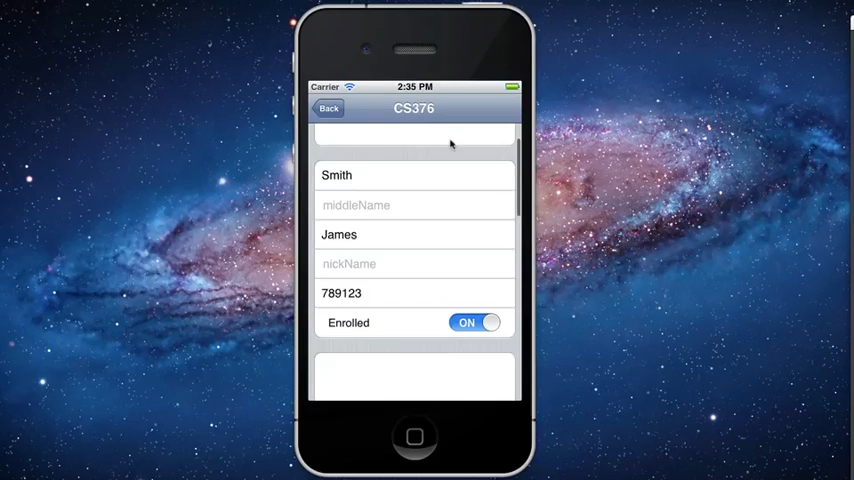 Carrier 2:35 PM
Back CS376
Smith
middleName
James
nickName
789123
Enrolled ON